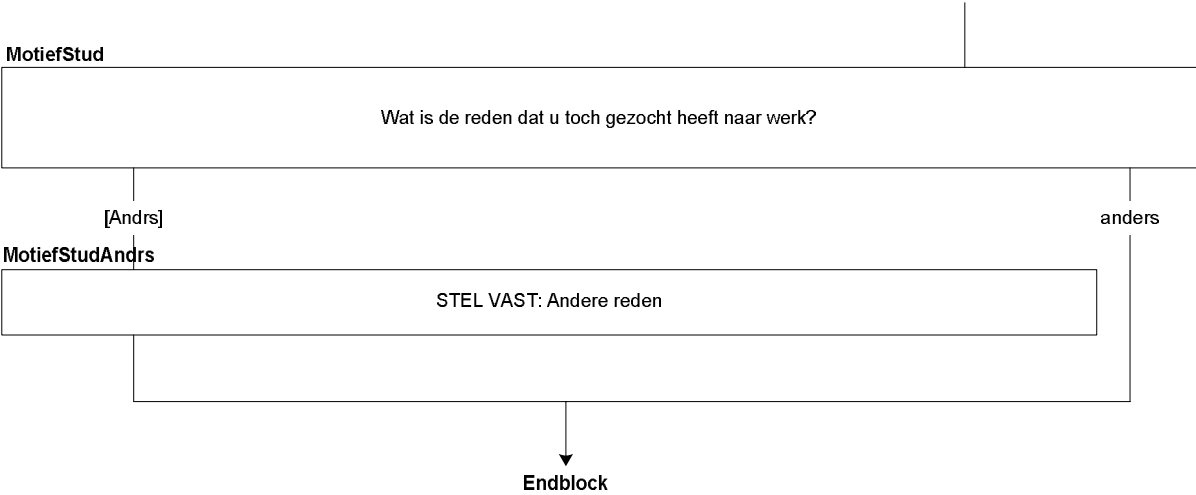 MotiefStud
Wat is de reden dat u toch gezocht heeft naar werk?
[Andrs]
anders
MotiefStudAndrs
STEL VAST: Andere reden
Endblock